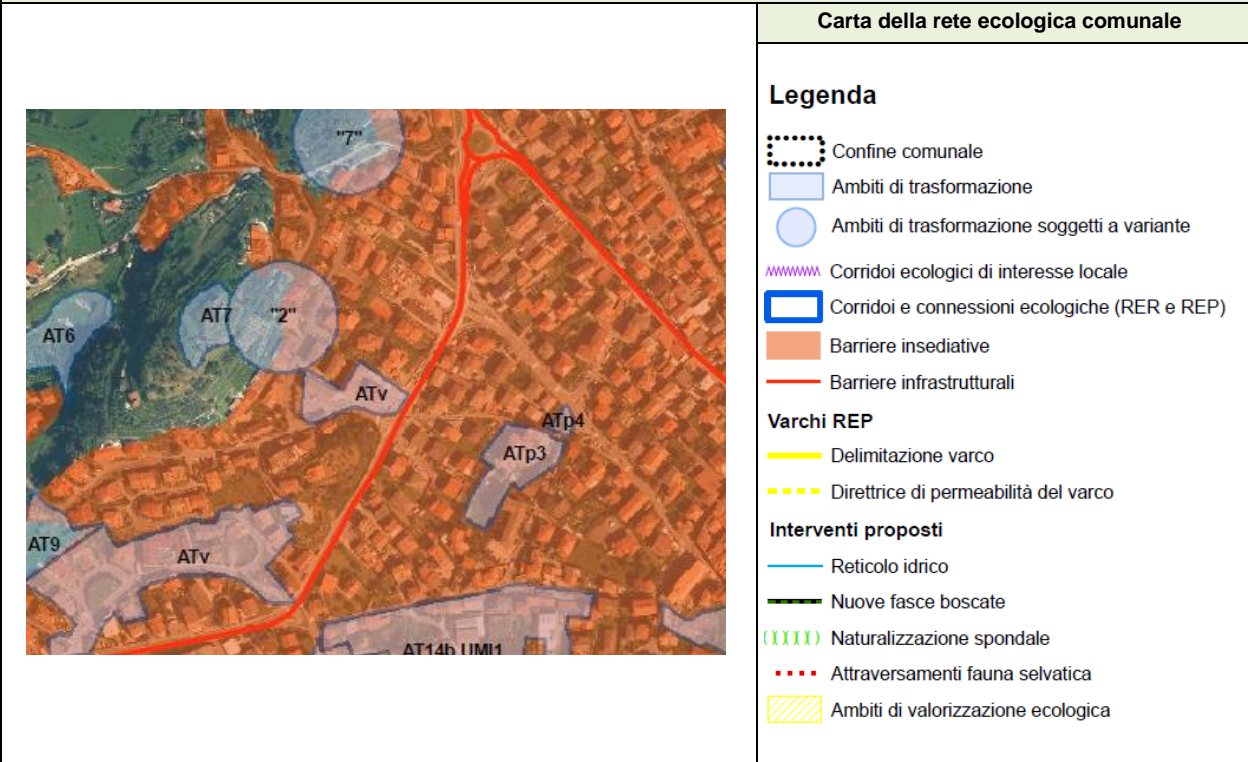 Carta della rete ecologica comunale
Legenda
Confine comunale
Ambiti di trasformazione
Ambiti di trasformazione soggetti a variante
Corridoi ecologici di interesse locale
Corridoi e connessioni ecologiche (RER e REP)
Barriere insediative
Barriere infrastrutturali
Varchi REP
Delimitazione varco
Direttrice di permeabilità del varco
Interventi proposti
Reticolo idrico
Nuove fasce boscate
Naturalizzazione spondale
Attraversamenti fauna selvatica
Ambiti di valorizzazione ecologica
"7"
AT7
"2"
AT6
ATv
ATp4
ATp3
AT9
ATv
AT14b UMI1